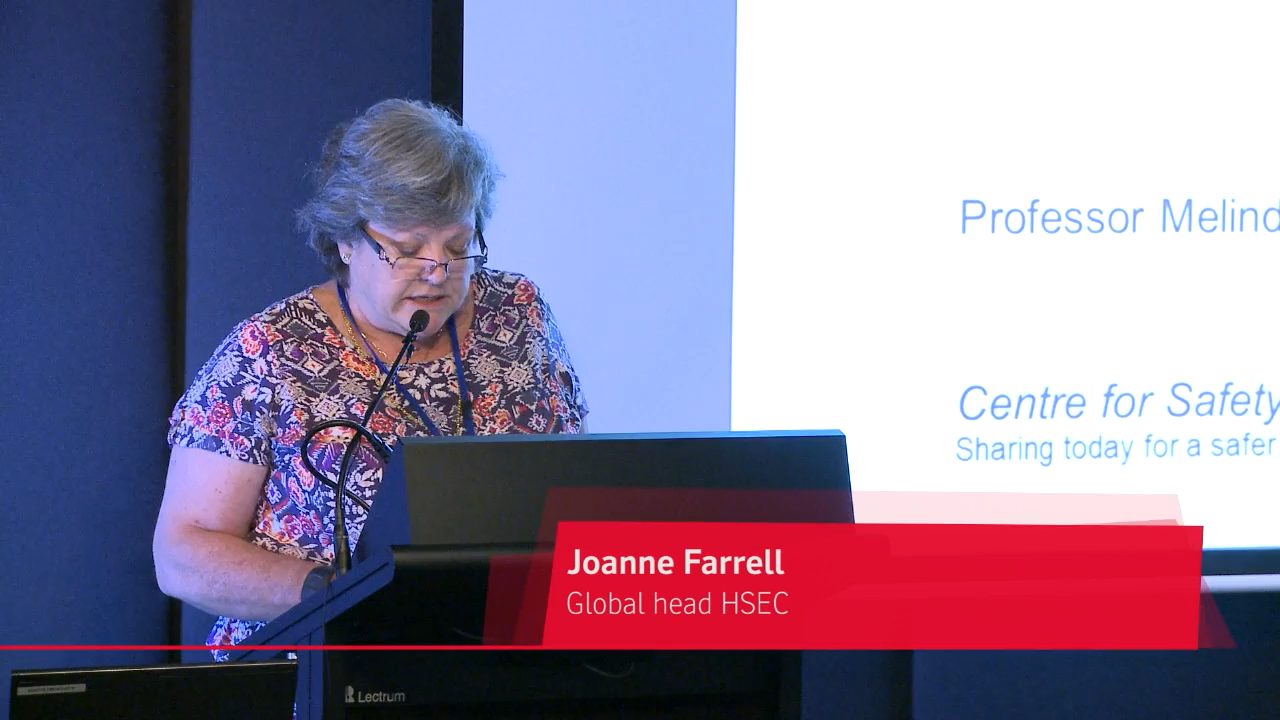 Professor Melind
Centre for Safety
Sharing today for a safer
Joanne Farrell
Global head HSEC
Lectrum